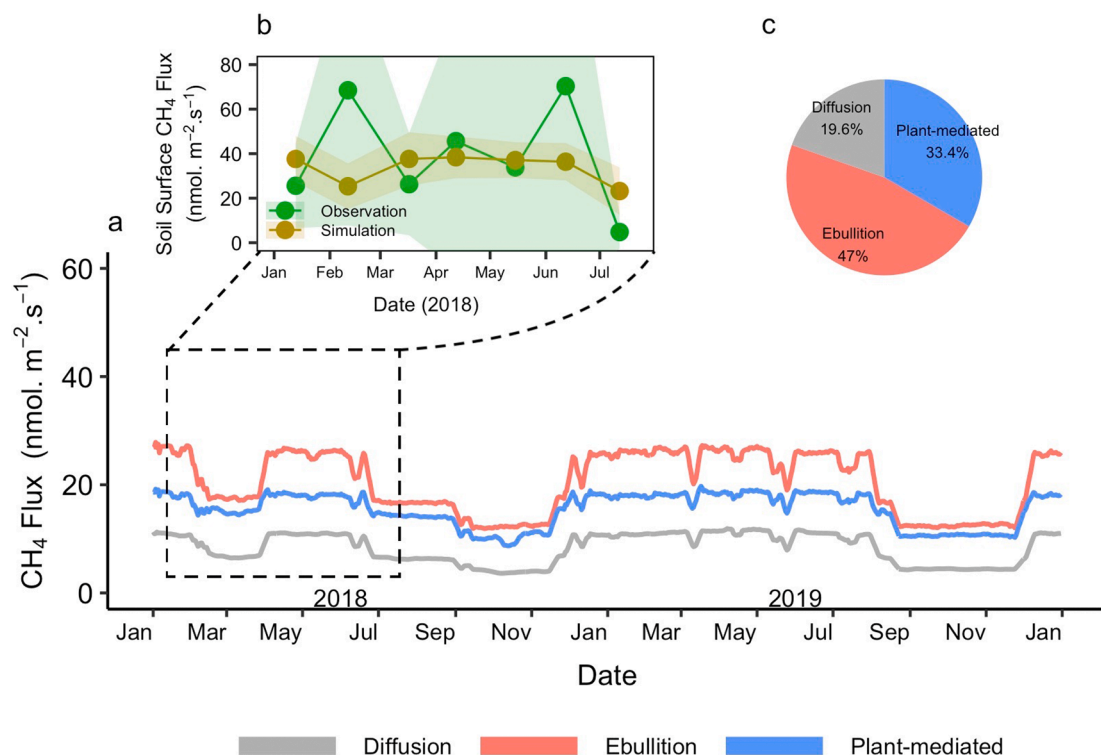 b
c
Soil Surface CH₄ Flux
(nmol. m⁻².s⁻¹)
80
60
40
20
0
Observation
Simulation
Jan Feb Mar Apr May Jun Jul
Date (2018)
Diffusion
19.6%
Plant-mediated
33.4%
Ebullition
47%
a
CH₄ Flux (nmol. m⁻².s⁻¹)
60
40
20
0
2018 2019
Jan Mar May Jul Sep Nov Jan Mar May Jul Sep Nov Jan
Date
Diffusion Ebullition Plant-mediated